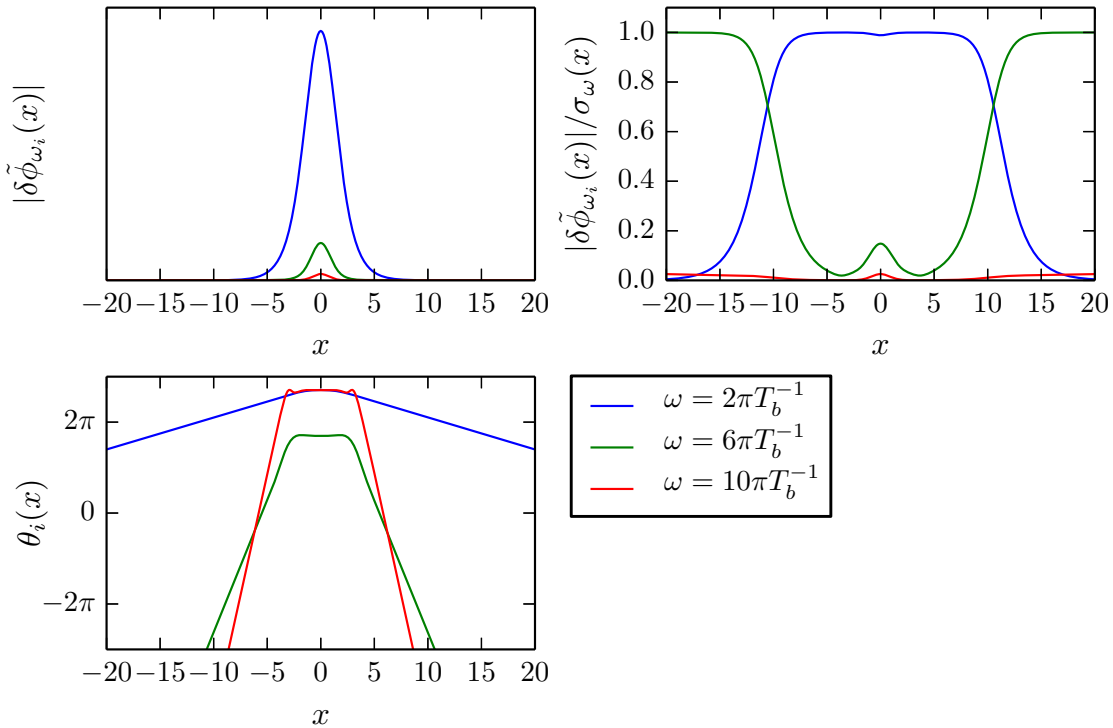 |δφ̃_{ω_i}(x)|
−20 −15 −10 −5 0 5 10 15 20
x
|δφ̃_{ω_i}(x)|/σ_ω(x)
1.0
0.8
0.6
0.4
0.2
0.0
−20 −15 −10 −5 0 5 10 15 20
x
θ_i(x)
2π
0
−2π
−20 −15 −10 −5 0 5 10 15 20
x
ω = 2πT_b^{−1}
ω = 6πT_b^{−1}
ω = 10πT_b^{−1}